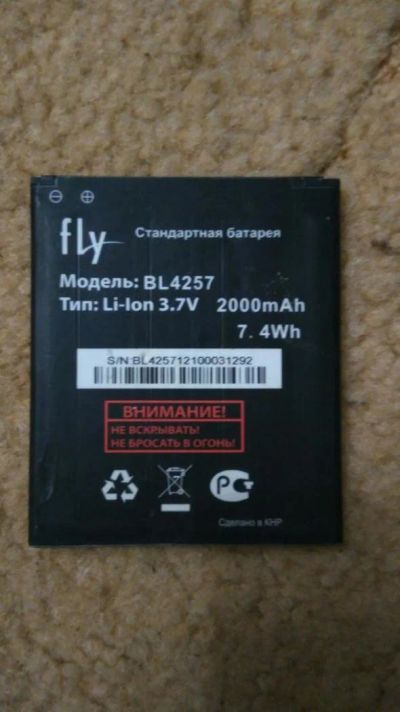 fly
Стандартная батарея
Модель: BL4257
Тип: Li-Ion 3.7V 2000mAh
7.4Wh
S/N:BL425712100031292
ВНИМАНИЕ!
НЕ ВСКРЫВАТЬ!
НЕ БРОСАТЬ В ОГОНЬ!
РС
Сделано в КНР